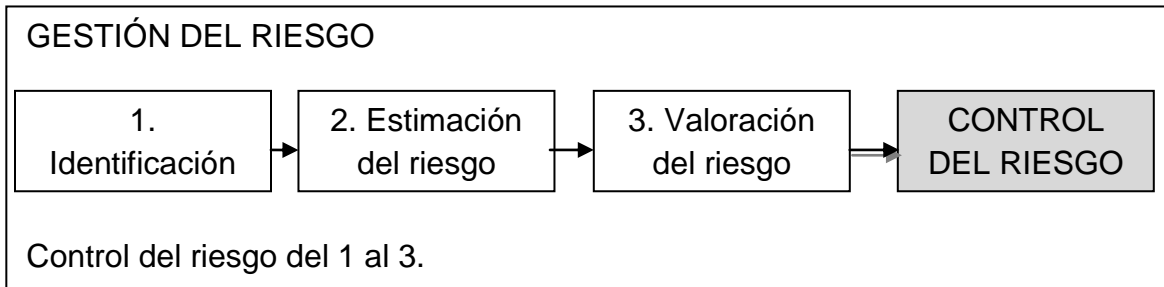 GESTIÓN DEL RIESGO
1.
Identificación
2. Estimación
del riesgo
3. Valoración
del riesgo
CONTROL
DEL RIESGO
Control del riesgo del 1 al 3.